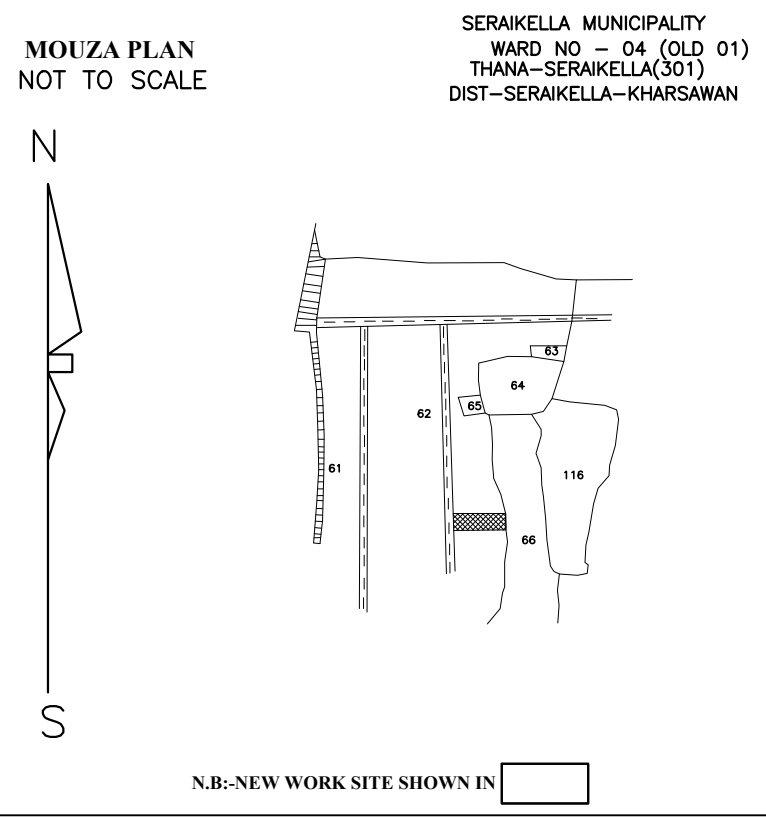 MOUZA PLAN
NOT TO SCALE
SERAIKELLA MUNICIPALITY
WARD NO – 04 (OLD 01)
THANA–SERAIKELLA(301)
DIST–SERAIKELLA–KHARSAWAN
N
63
64
65
62
61
116
66
S
N.B:-NEW WORK SITE SHOWN IN